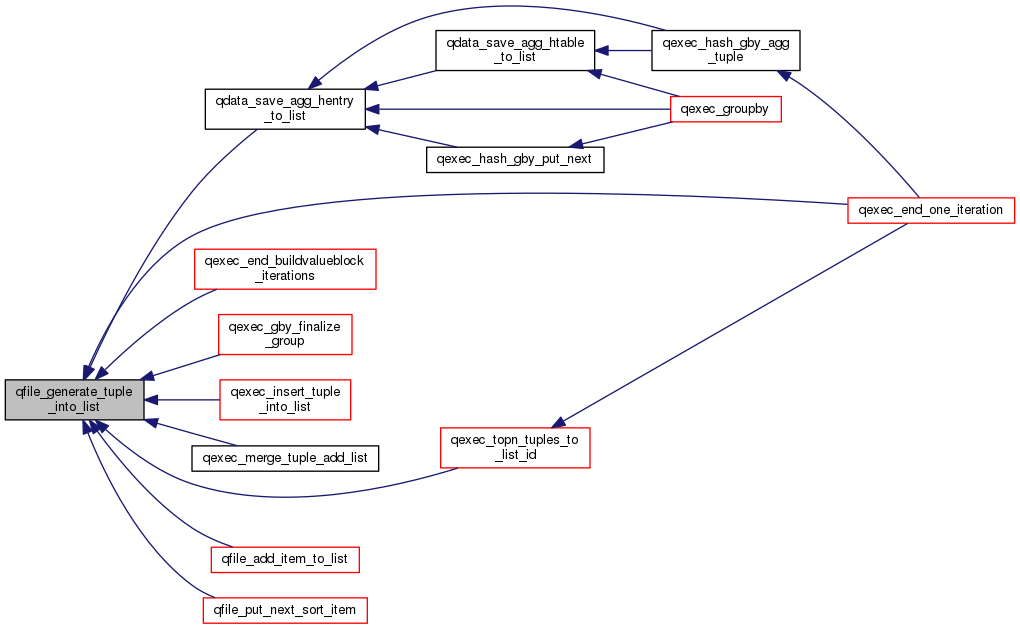 qdata_save_agg_htable
_to_list
qexec_hash_gby_agg
_tuple
qdata_save_agg_hentry
_to_list
qexec_groupby
qexec_hash_gby_put_next
qexec_end_one_iteration
qexec_end_buildvalueblock
_iterations
qexec_gby_finalize
_group
qfile_generate_tuple
_into_list
qexec_insert_tuple
_into_list
qexec_merge_tuple_add_list
qexec_topn_tuples_to
_list_id
qfile_add_item_to_list
qfile_put_next_sort_item